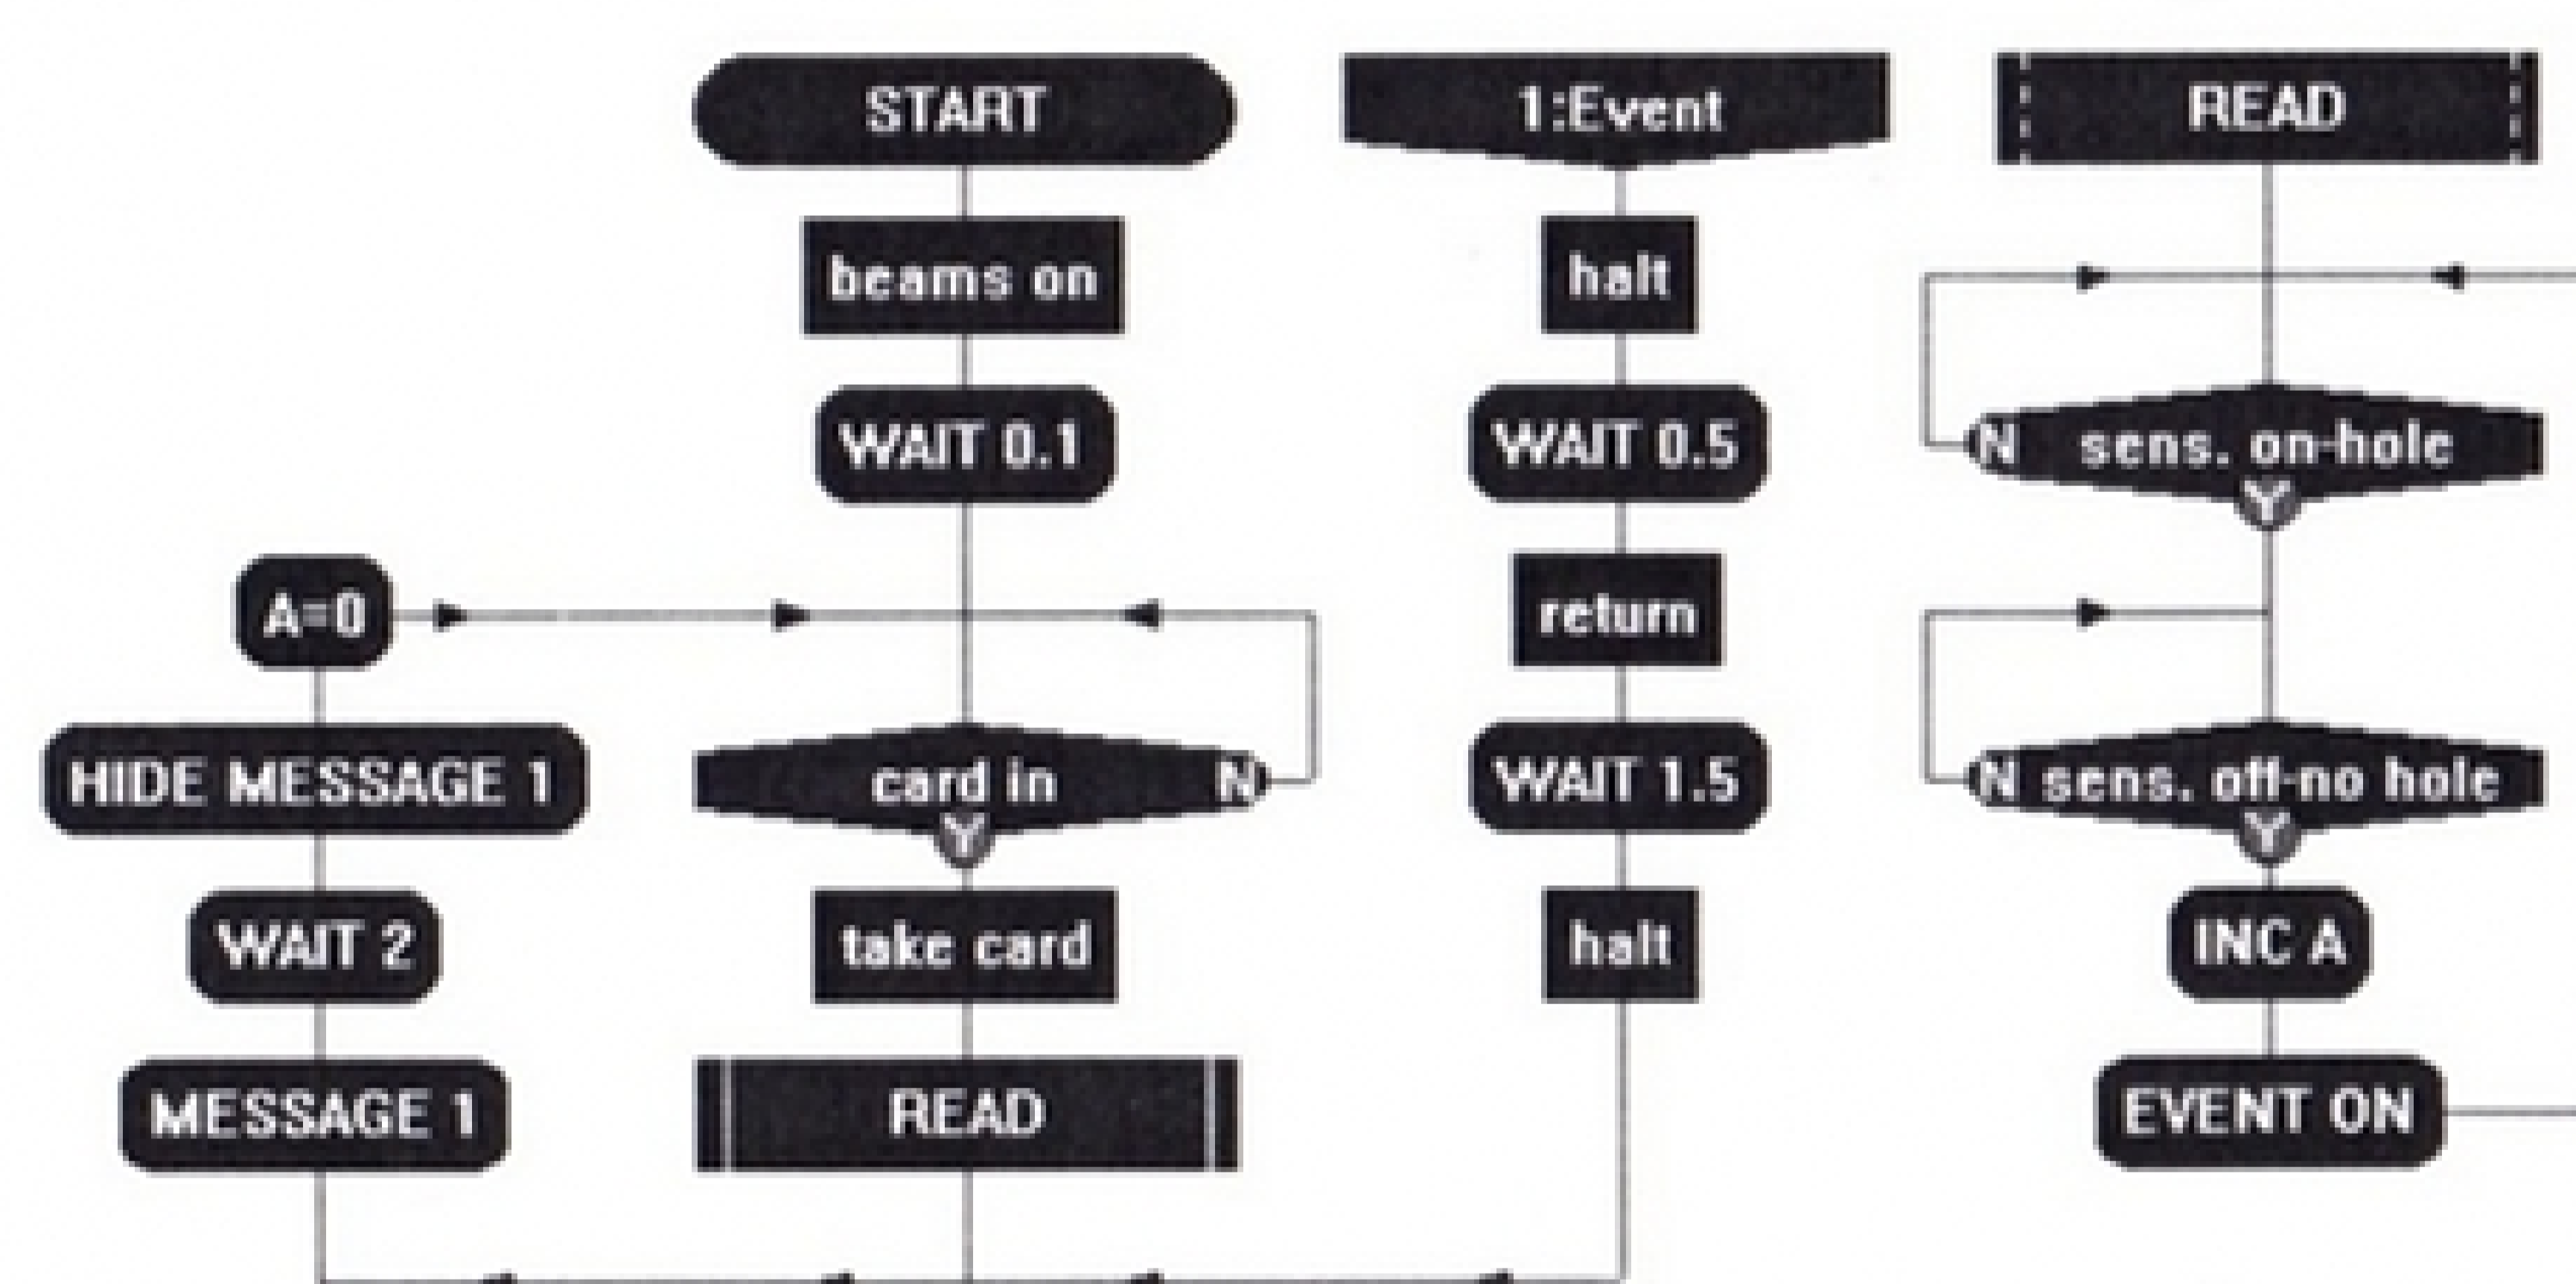 START
beams on
WAIT 0.1
A=0
HIDE MESSAGE 1
WAIT 2
MESSAGE 1
card in
N
Y
take card
READ
1:Event
halt
WAIT 0.5
return
WAIT 1.5
halt
READ
N
sens. on-hole
Y
N
sens. off-no hole
Y
INC A
EVENT ON